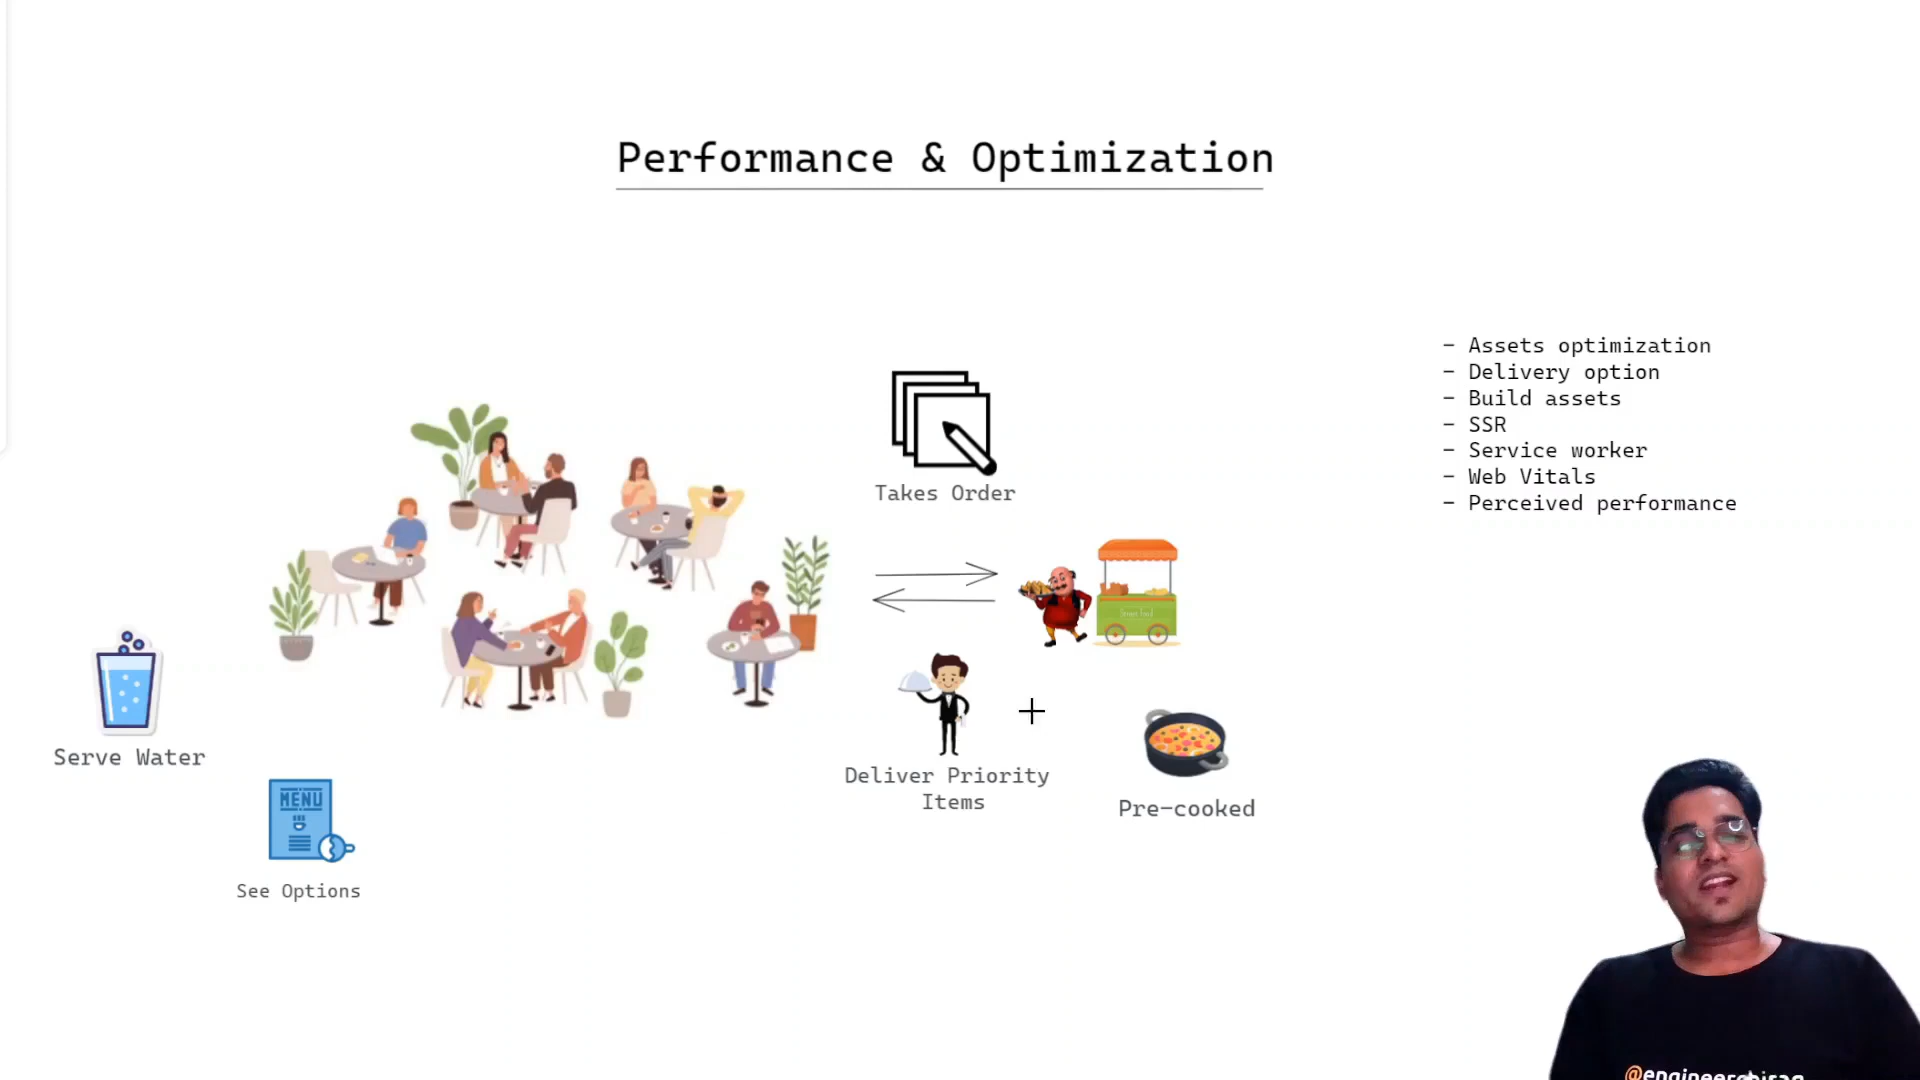 Performance & Optimization
- Assets optimization
- Delivery option
- Build assets
- SSR
- Service worker
- Web Vitals
- Perceived performance
Takes Order
Serve Water
MENU
See Options
Deliver Priority
Items
Pre-cooked